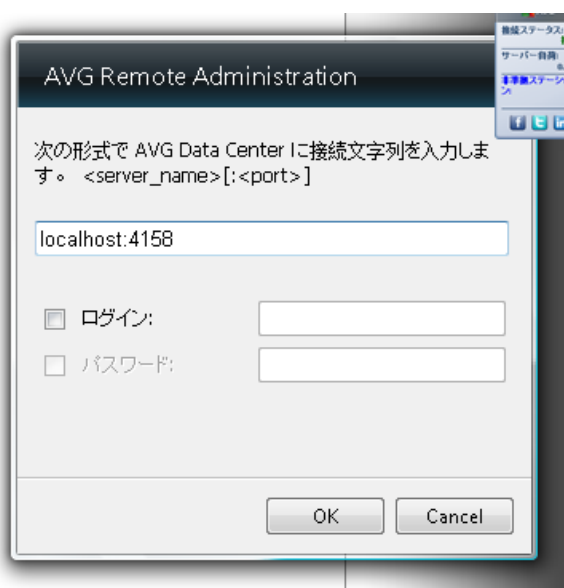 接続ステータス:
サーバー負荷:
AVG Remote Administration
次の形式で AVG Data Center に接続文字列を入力しま
す。 <server_name>[:<port>]
localhost:4158
ログイン:
パスワード:
OK
Cancel